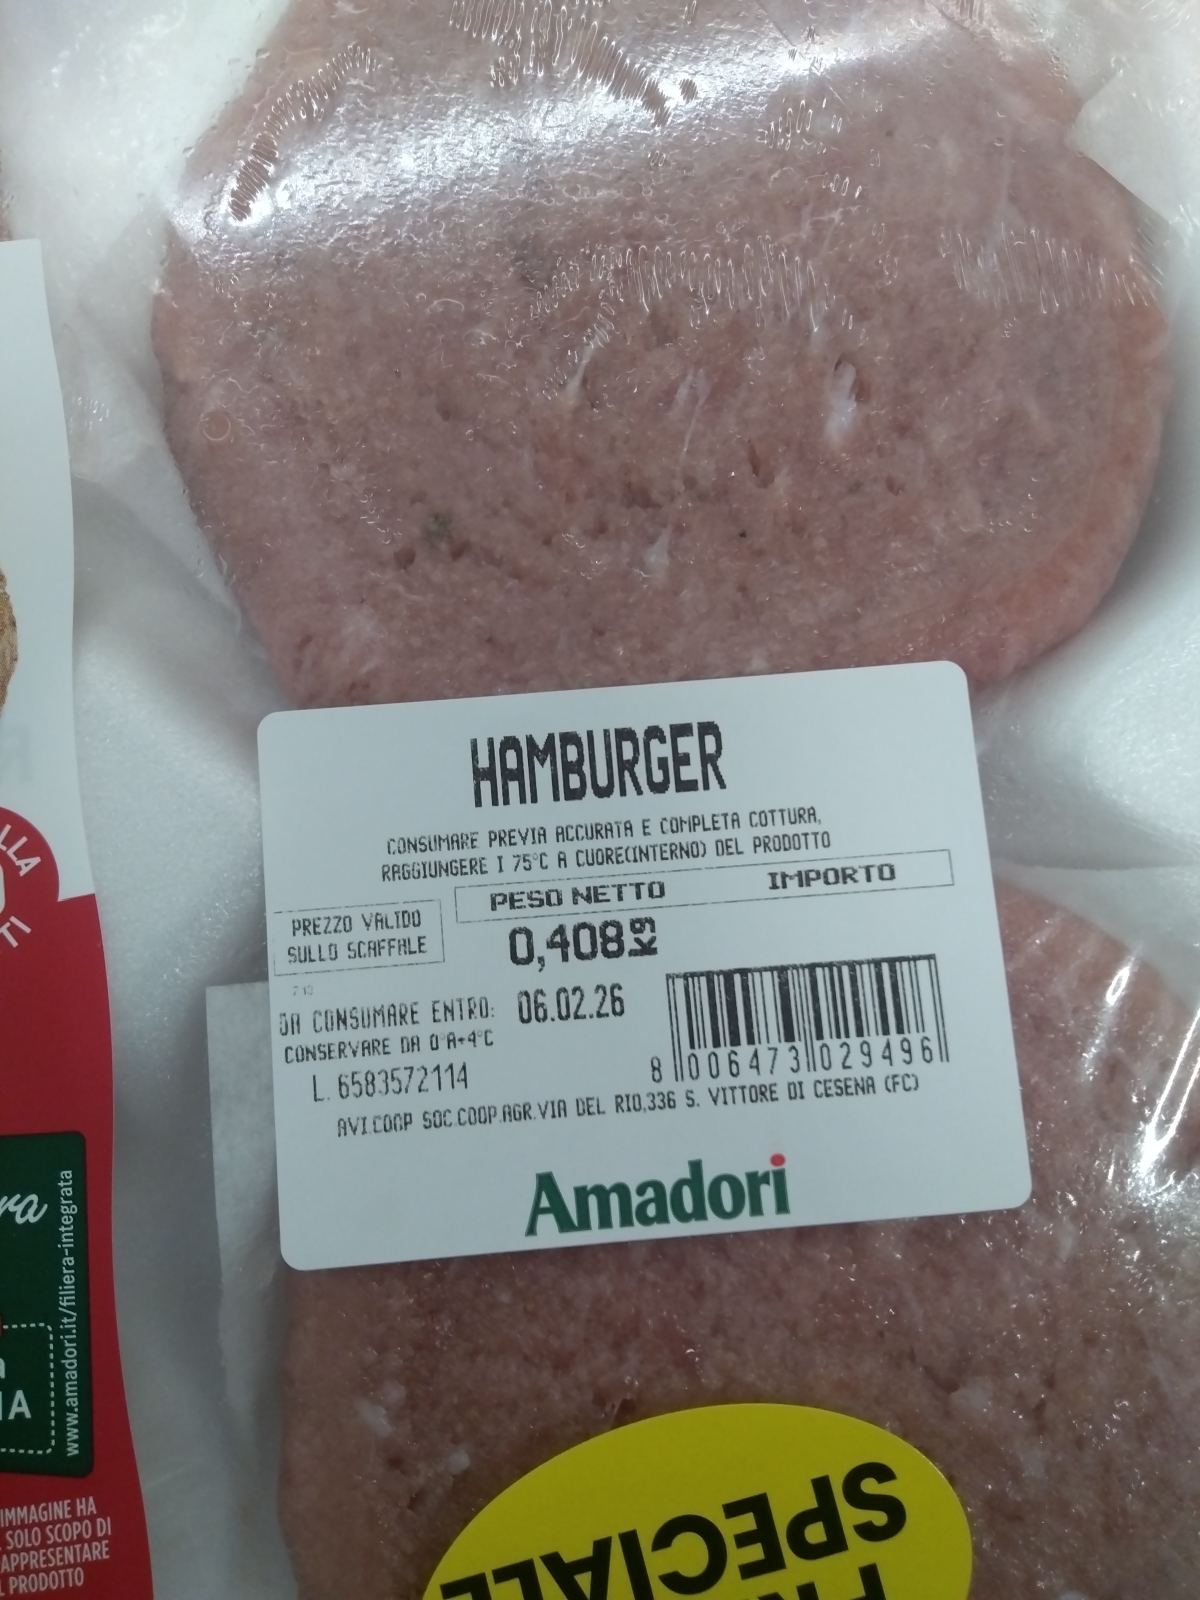 HAMBURGER
CONSUMARE PREVIA ACCURATA E COMPLETA COTTURA,
RAGGIUNGERE I 75°C A CUORE(INTERNO) DEL PRODOTTO
PESO NETTO IMPORTO
PREZZO VALIDO
SULLO SCAFFALE
0,408kg
DA CONSUMARE ENTRO: 06.02.26
CONSERVARE DA 0°A+4°C
L. 6583572114
8 006473 029496
AVI.COOP SOC.COOP.AGR.VIA DEL RIO,336 S. VITTORE DI CESENA (FC)
Amadori
www.amadori.it/filiera-integrata
IMMAGINE HA
SOLO SCOPO DI
PRODOTTO
SPECIALE